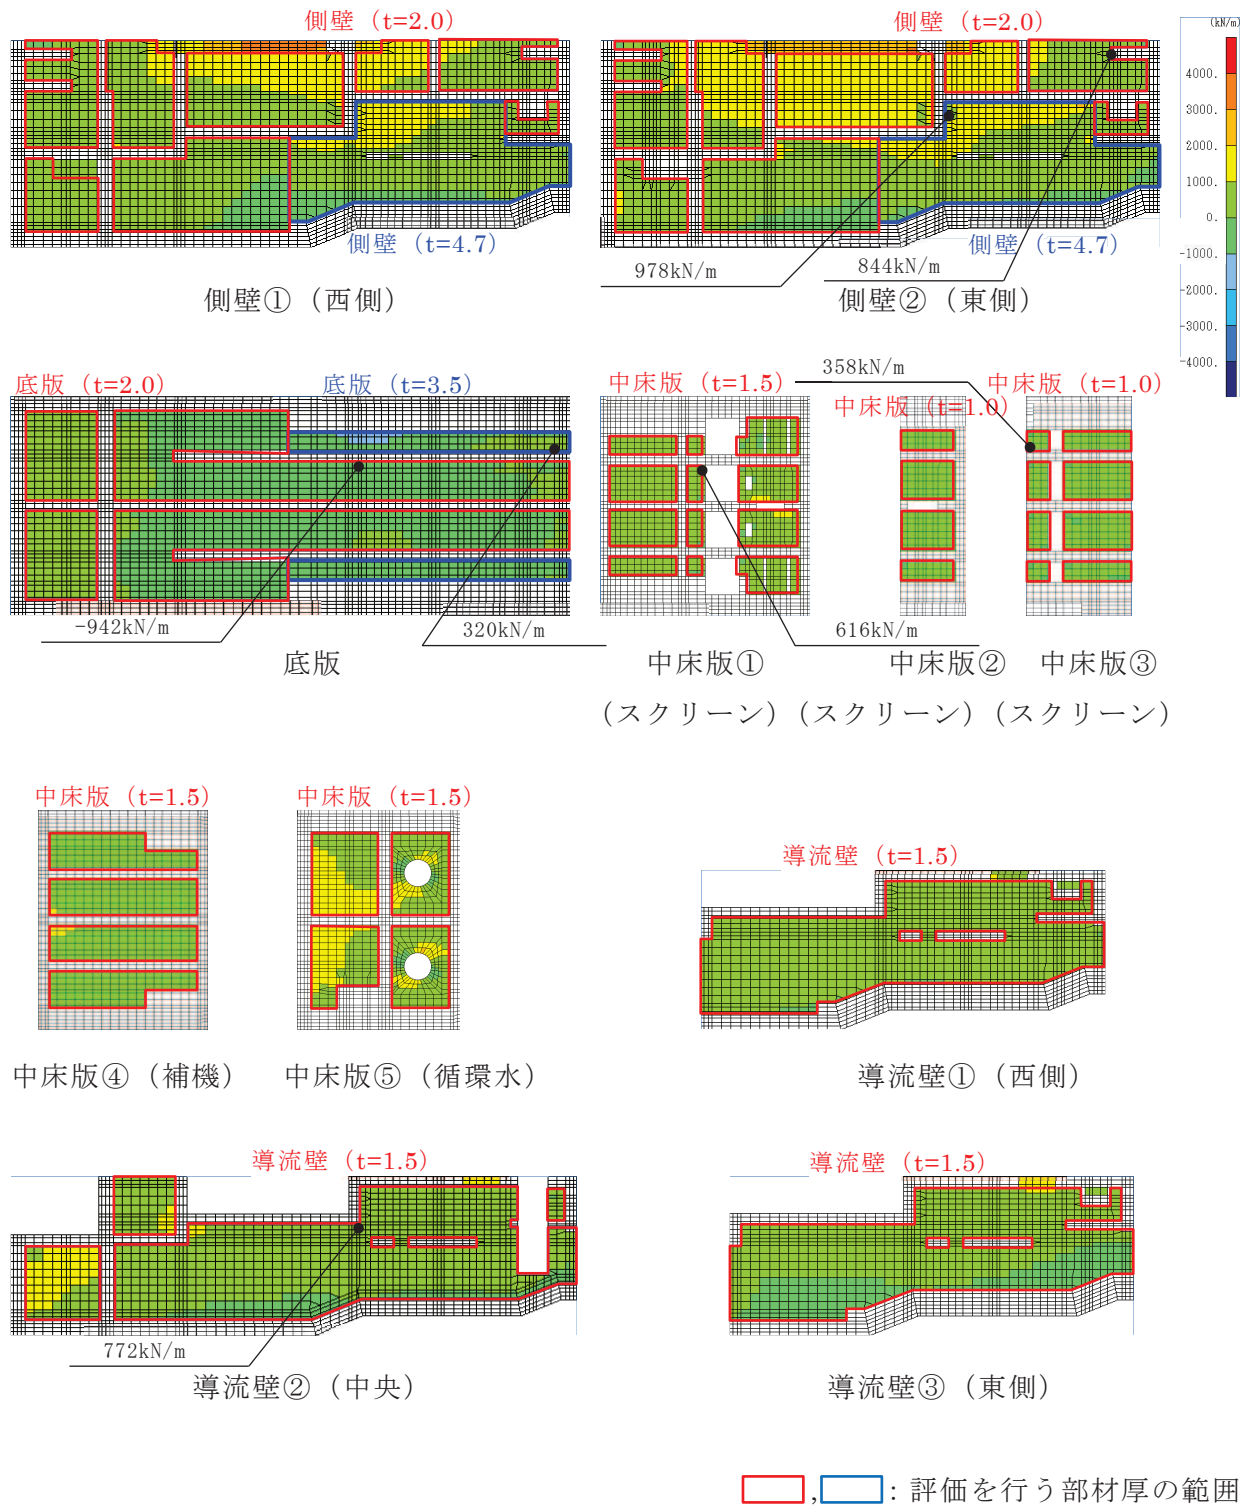 側壁（t=2.0）
側壁（t=2.0）
(kN/m)
4000.
3000.
2000.
1000.
0.
-1000.
-2000.
-3000.
-4000.
側壁（t=4.7）
側壁（t=4.7）
978kN/m
844kN/m
側壁①（西側）
側壁②（東側）
底版（t=2.0）
底版（t=3.5）
中床版（t=1.5）
358kN/m
中床版（t=1.0）
中床版（t=1.0）
-942kN/m
320kN/m
616kN/m
底版
中床版①
中床版②
中床版③
（スクリーン）
（スクリーン）
（スクリーン）
中床版（t=1.5）
中床版（t=1.5）
導流壁（t=1.5）
中床版④（補機）
中床版⑤（循環水）
導流壁①（西側）
導流壁（t=1.5）
導流壁（t=1.5）
772kN/m
導流壁②（中央）
導流壁③（東側）
,
：評価を行う部材厚の範囲